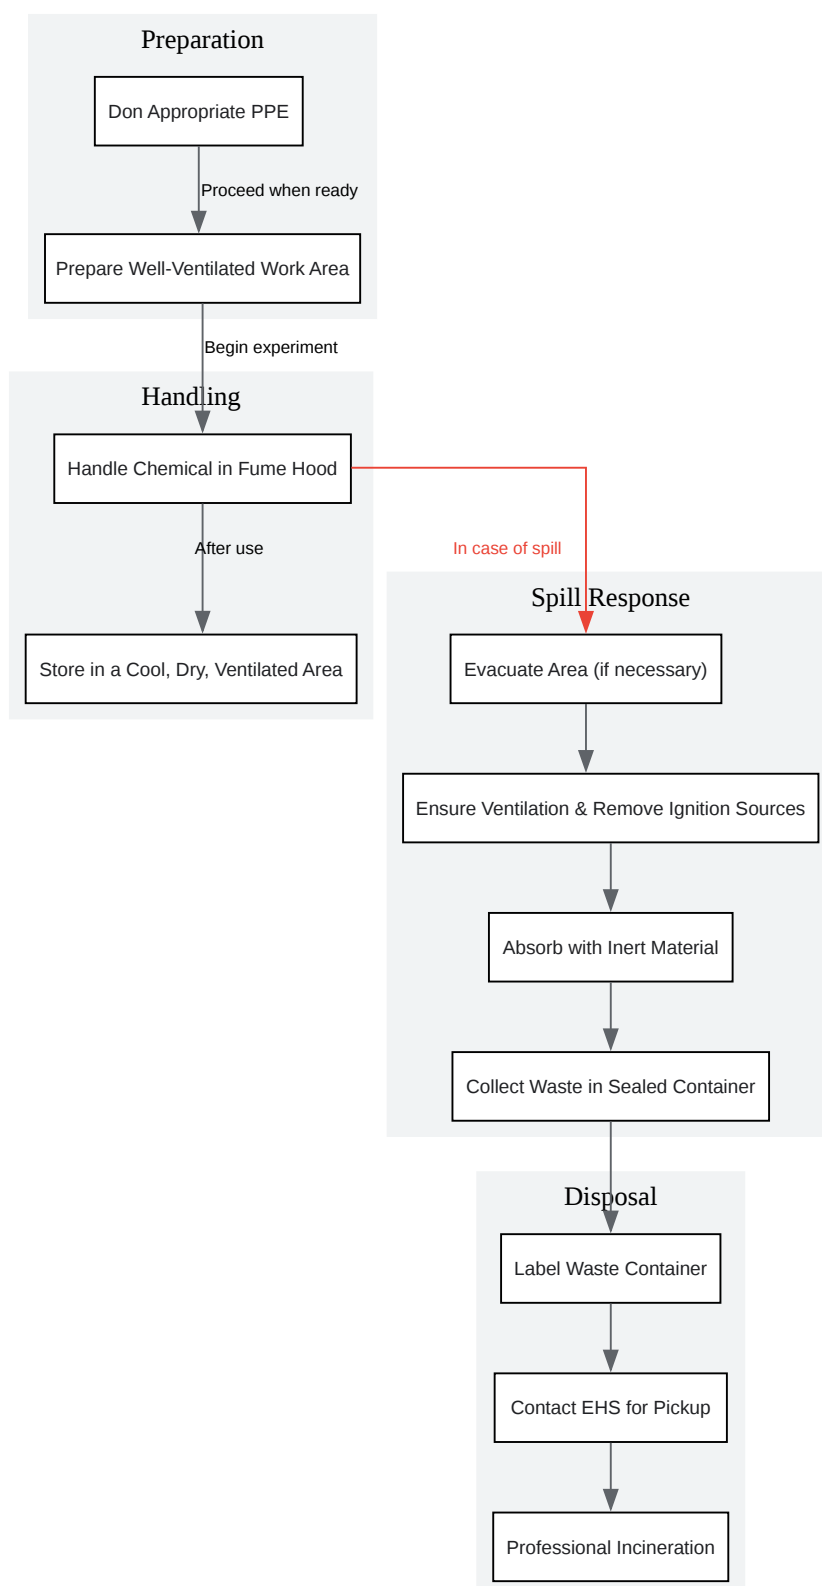 Preparation
Don Appropriate PPE
Proceed when ready
Prepare Well-Ventilated Work Area
Begin experiment
Handling
Handle Chemical in Fume Hood
After use
In case of spill
Store in a Cool, Dry, Ventilated Area
Spill Response
Evacuate Area (if necessary)
Ensure Ventilation & Remove Ignition Sources
Absorb with Inert Material
Collect Waste in Sealed Container
Disposal
Label Waste Container
Contact EHS for Pickup
Professional Incineration